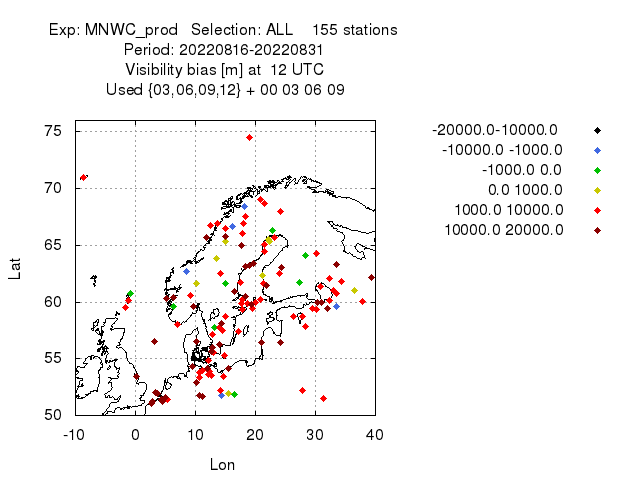 Exp: MNWC_prod   Selection: ALL    155 stations
Period: 20220816-20220831
Visibility bias [m] at  12 UTC
Used {03,06,09,12} + 00 03 06 09
-20000.0-10000.0
-10000.0 -1000.0
-1000.0 0.0
0.0 1000.0
1000.0 10000.0
10000.0 20000.0
75
70
65
60
55
50
Lat
-10 0 10 20 30 40
Lon